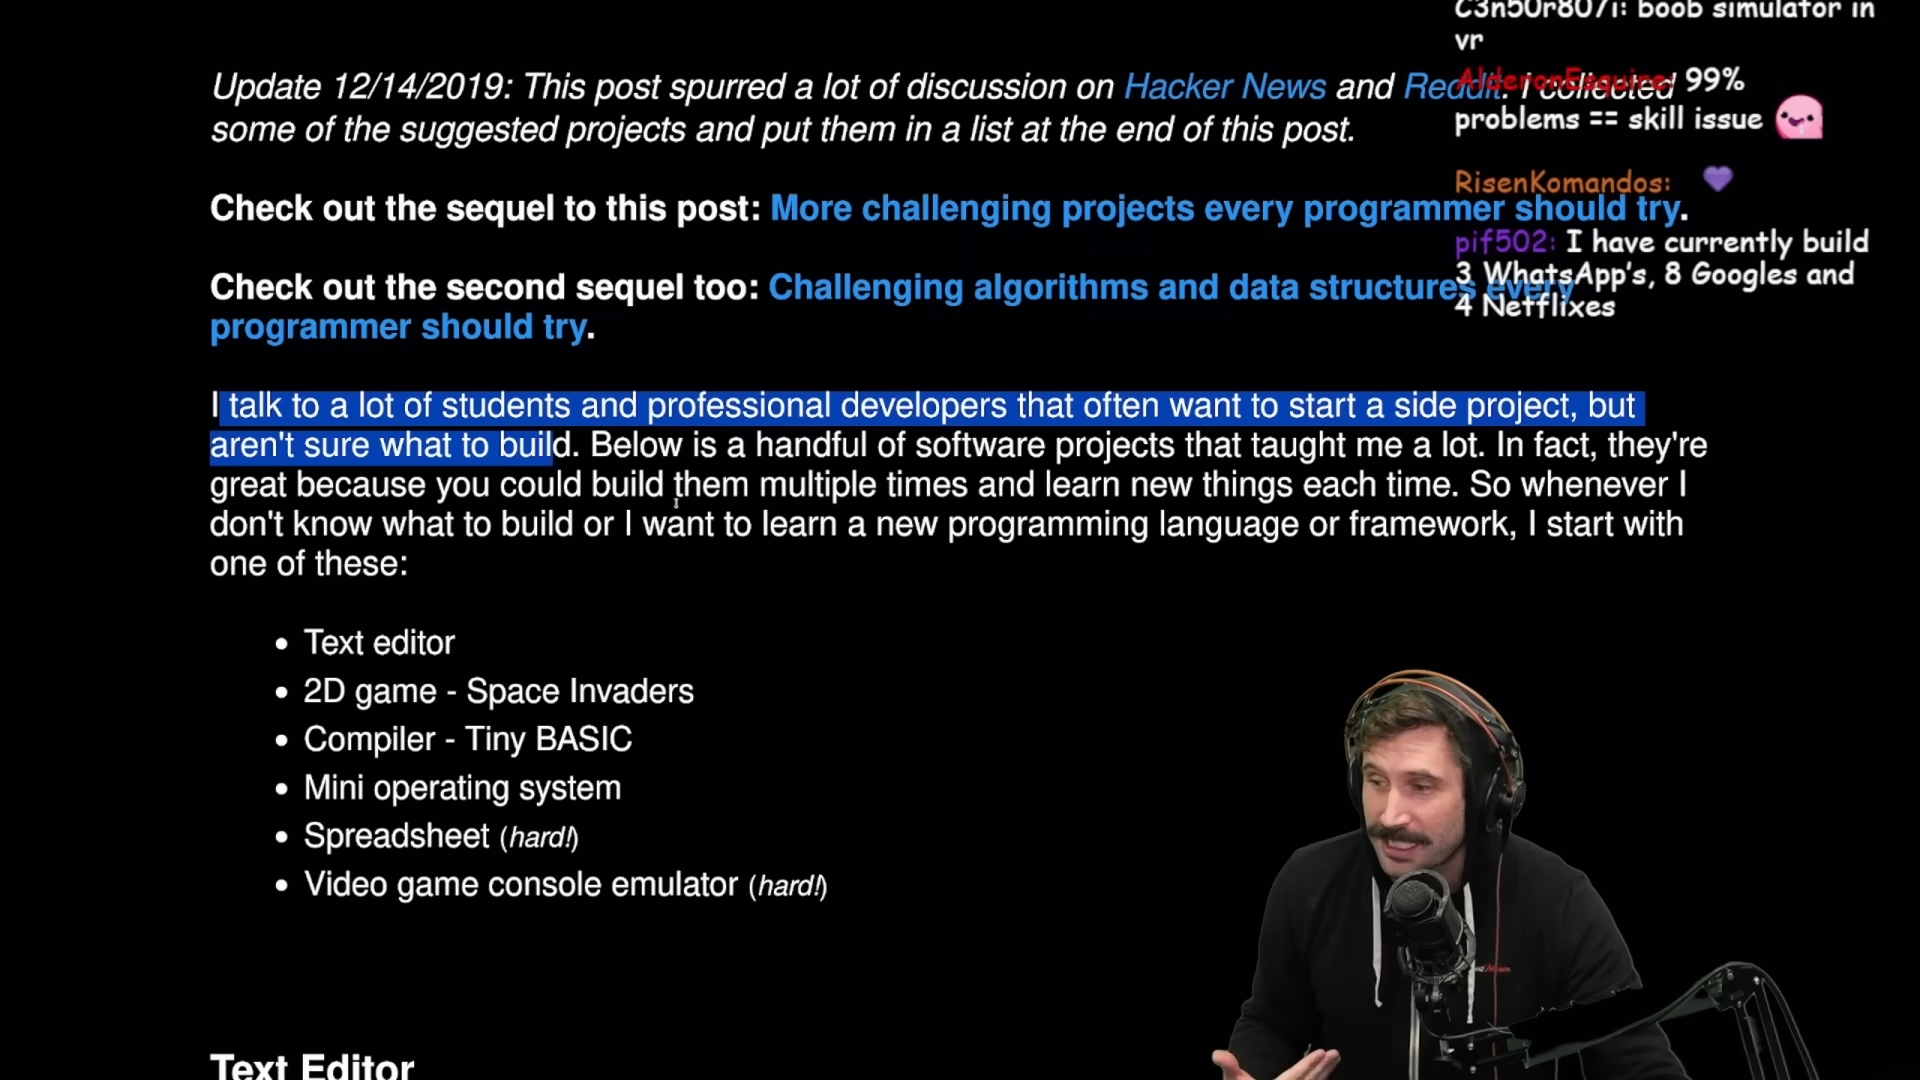 Update 12/14/2019: This post spurred a lot of discussion on Hacker News and Reddit. I collected
some of the suggested projects and put them in a list at the end of this post.
Check out the sequel to this post: More challenging projects every programmer should try.
Check out the second sequel too: Challenging algorithms and data structures every
programmer should try.
I talk to a lot of students and professional developers that often want to start a side project, but
aren't sure what to build. Below is a handful of software projects that taught me a lot. In fact, they're
great because you could build them multiple times and learn new things each time. So whenever I
don't know what to build or I want to learn a new programming language or framework, I start with
one of these:
• Text editor
• 2D game - Space Invaders
• Compiler - Tiny BASIC
• Mini operating system
• Spreadsheet (hard!)
• Video game console emulator (hard!)
Text Editor
C3n50r807i: boob simulator in
vr
AlderonEsquire: 99%
problems == skill issue
RisenKomandos:
pif502: I have currently build
3 WhatsApp's, 8 Googles and
4 Netflixes